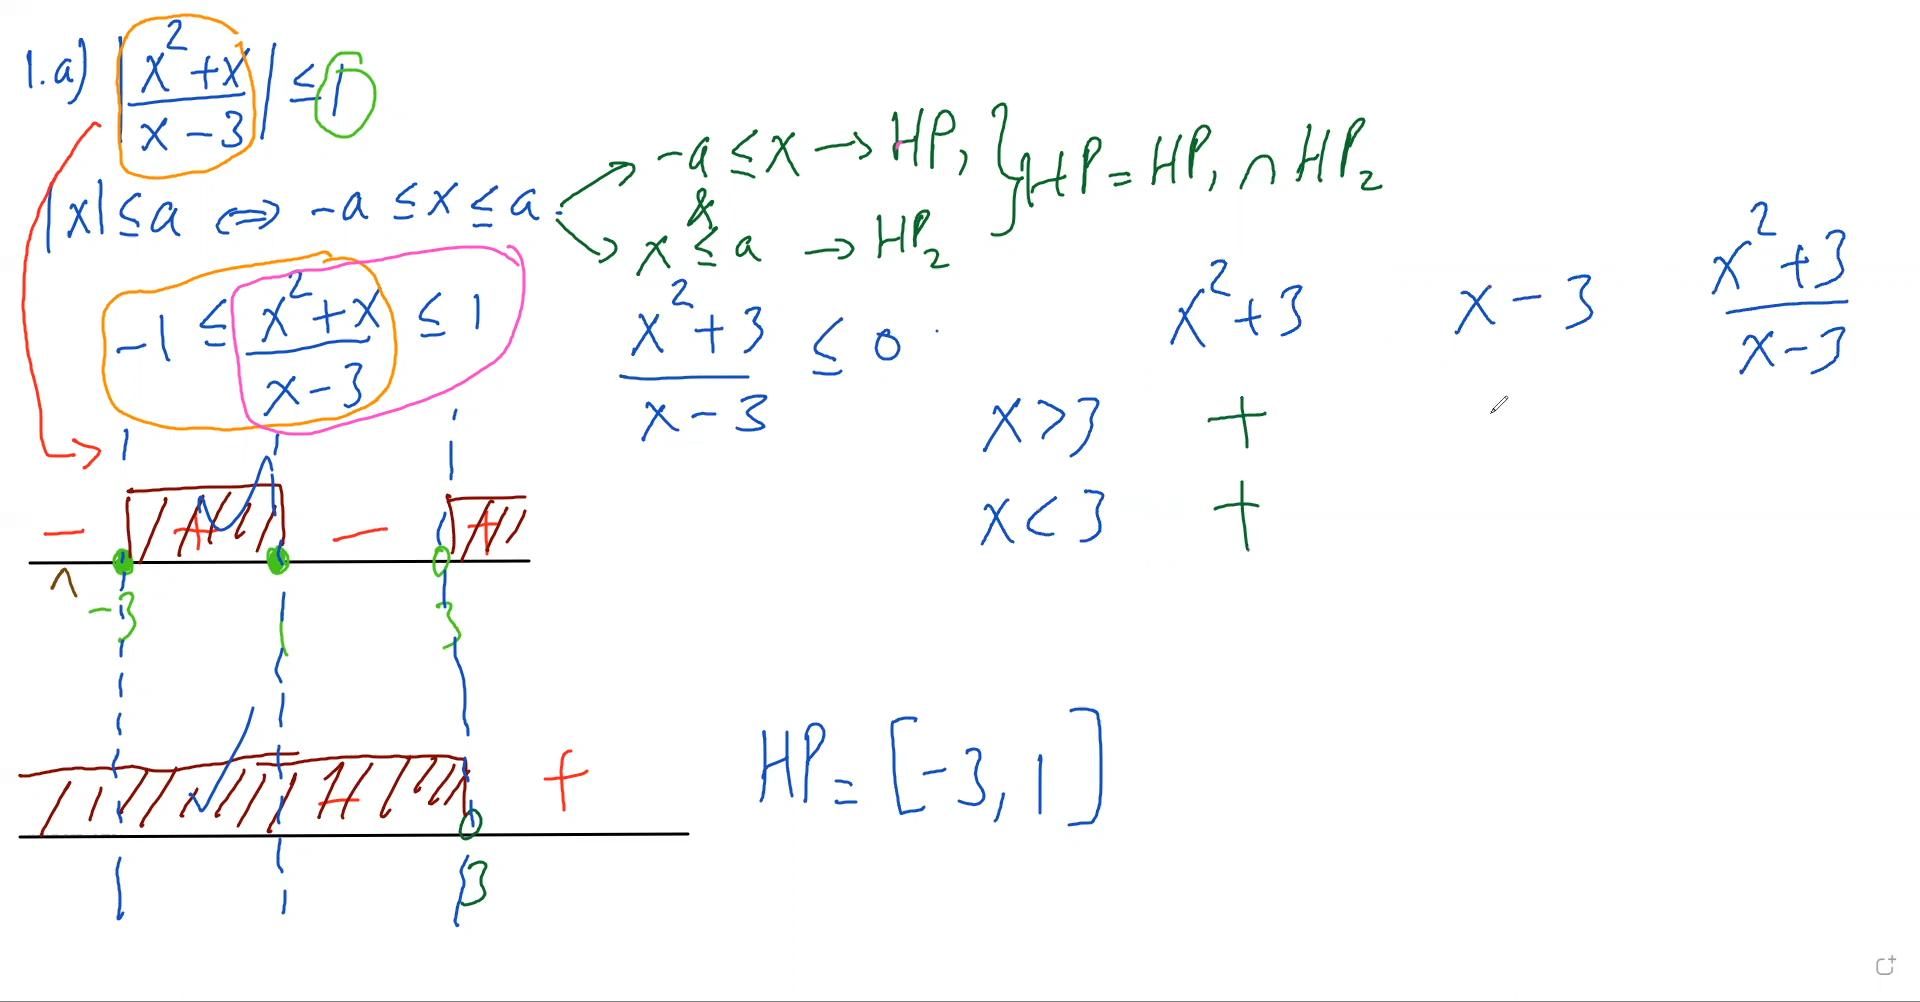 1.a) |x²+x / x-3| ≤ 1
|x| ≤ a ⇔ -a ≤ x ≤ a :
-a ≤ x → HP₁
&
x ≤ a → HP₂
} HP = HP₁ ∩ HP₂
-1 ≤ x²+x / x-3 ≤ 1
x²+3 / x-3 ≤ 0
x²+3 x-3 x²+3 / x-3
x>3 +
x<3 +
- + - +
-3 1 3
+ +
3
HP = [-3, 1]